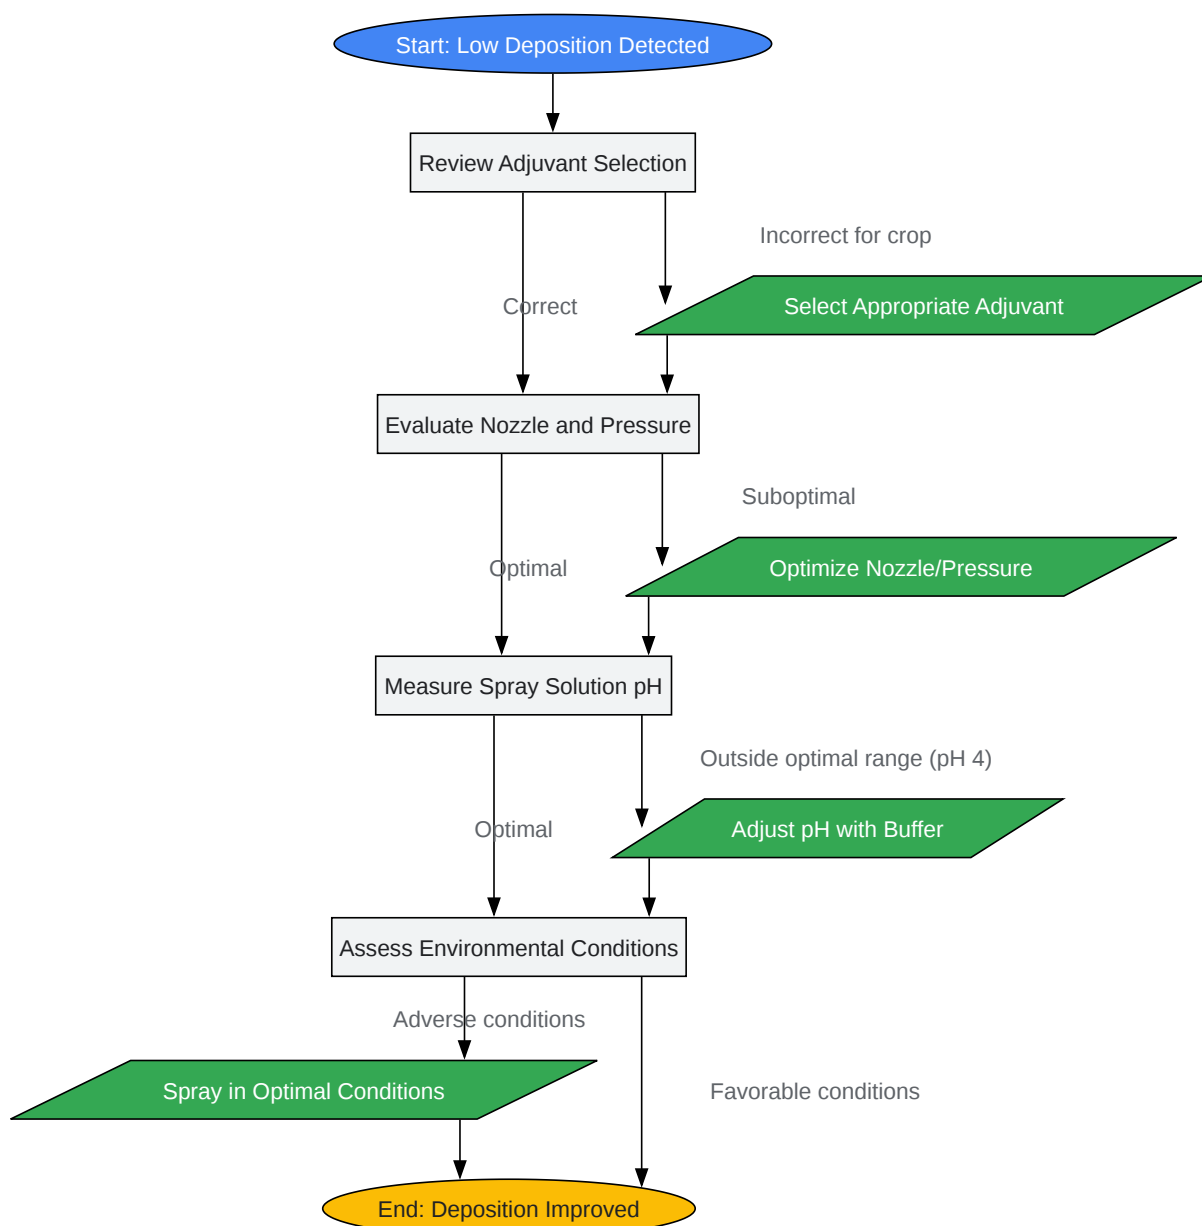 Start: Low Deposition Detected
Review Adjuvant Selection
Incorrect for crop
Correct
Select Appropriate Adjuvant
Evaluate Nozzle and Pressure
Suboptimal
Optimal
Optimize Nozzle/Pressure
Measure Spray Solution pH
Outside optimal range (pH 4)
Optimal
Adjust pH with Buffer
Assess Environmental Conditions
Adverse conditions
Spray in Optimal Conditions
Favorable conditions
End: Deposition Improved